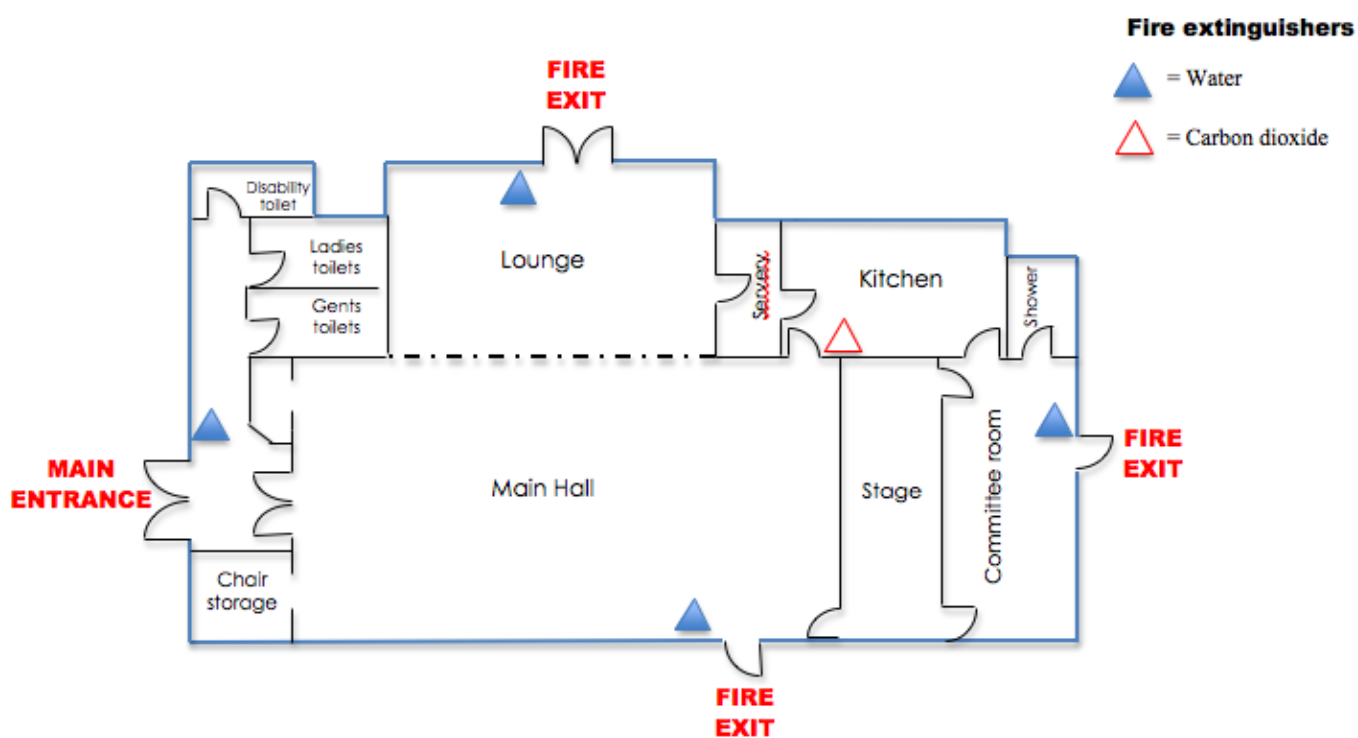 Fire extinguishers
= Water
= Carbon dioxide
FIRE
EXIT
Disability
toilet
Ladies
toilets
Gents
toilets
Lounge
Servery
Kitchen
Shower
MAIN
ENTRANCE
Main Hall
Stage
Committee room
FIRE
EXIT
Chair
storage
FIRE
EXIT